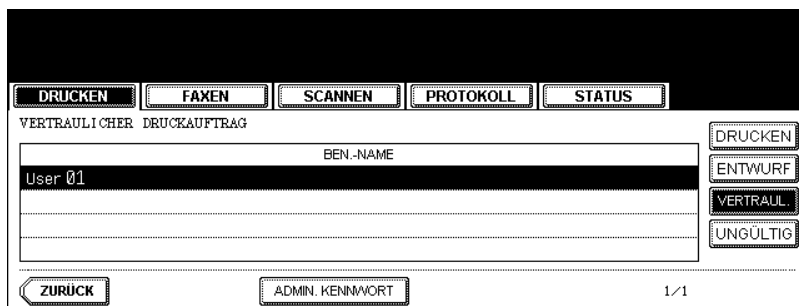 DRUCKEN FAXEN SCANNEN PROTOKOLL STATUS
VERTRAULICHER DRUCKAUFTRAG
BEN.-NAME
User 01
DRUCKEN
ENTWURF
VERTRAUL.
UNGÜLTIG
ZURÜCK ADMIN. KENNWORT 1/1